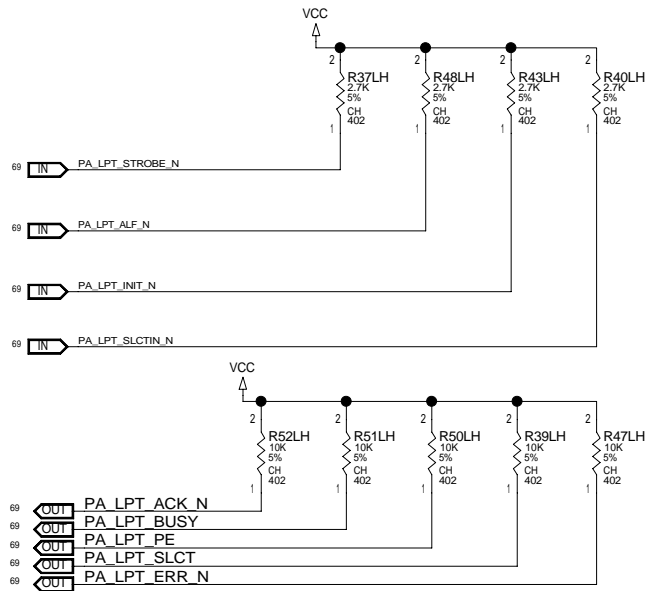 VCC
2 2 2 2
R37LH R48LH R43LH R40LH
2.7K 2.7K 2.7K 2.7K
5% 5% 5% 5%
CH CH CH CH
402 402 402 402
1 1 1 1
69 IN PA_LPT_STROBE_N
69 IN PA_LPT_ALF_N
69 IN PA_LPT_INIT_N
69 IN PA_LPT_SLCTIN_N
VCC
2 2 2 2 2
R52LH R51LH R50LH R39LH R47LH
10K 10K 10K 10K 10K
5% 5% 5% 5% 5%
CH CH CH CH CH
402 402 402 402 402
1 1 1 1 1
69 OUT PA_LPT_ACK_N
69 OUT PA_LPT_BUSY
69 OUT PA_LPT_PE
69 OUT PA_LPT_SLCT
69 OUT PA_LPT_ERR_N